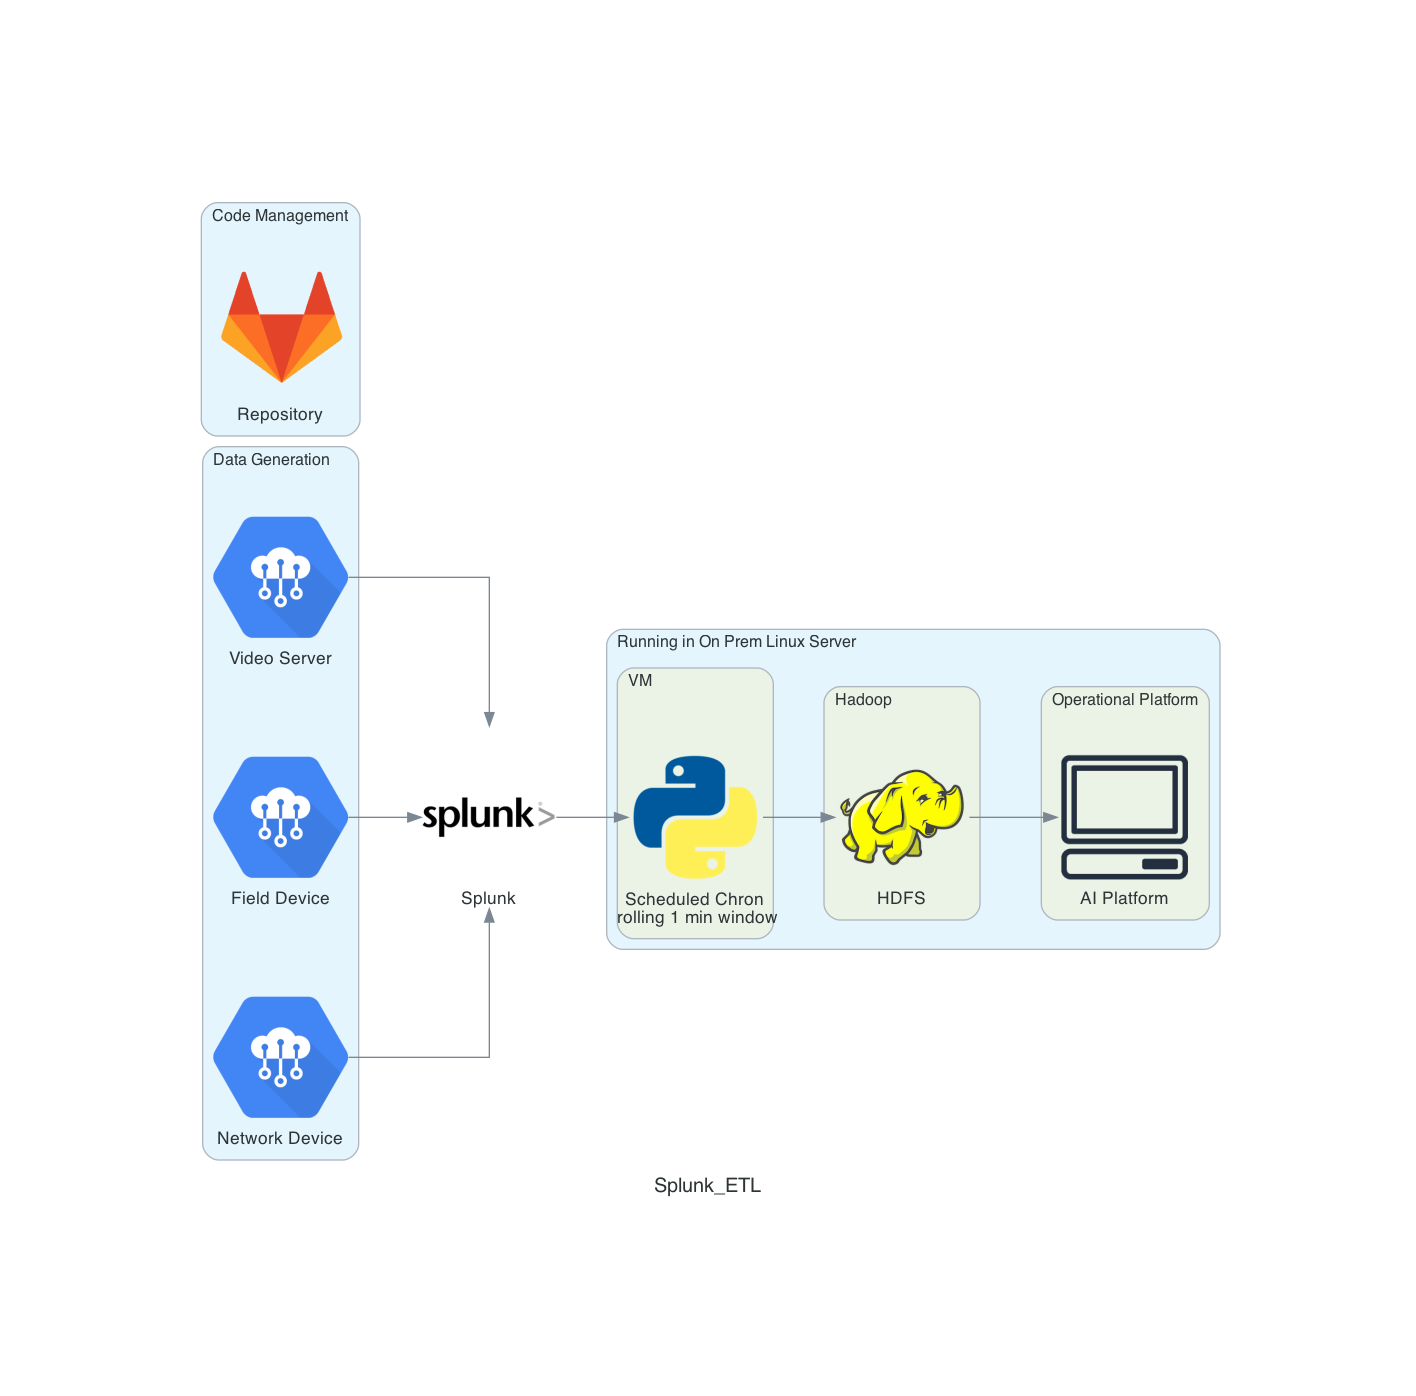 Code Management
Repository
Data Generation
Video Server
Field Device
Network Device
splunk>
Splunk
Running in On Prem Linux Server
VM
Scheduled Chron
rolling 1 min window
Hadoop
HDFS
Operational Platform
AI Platform
Splunk_ETL